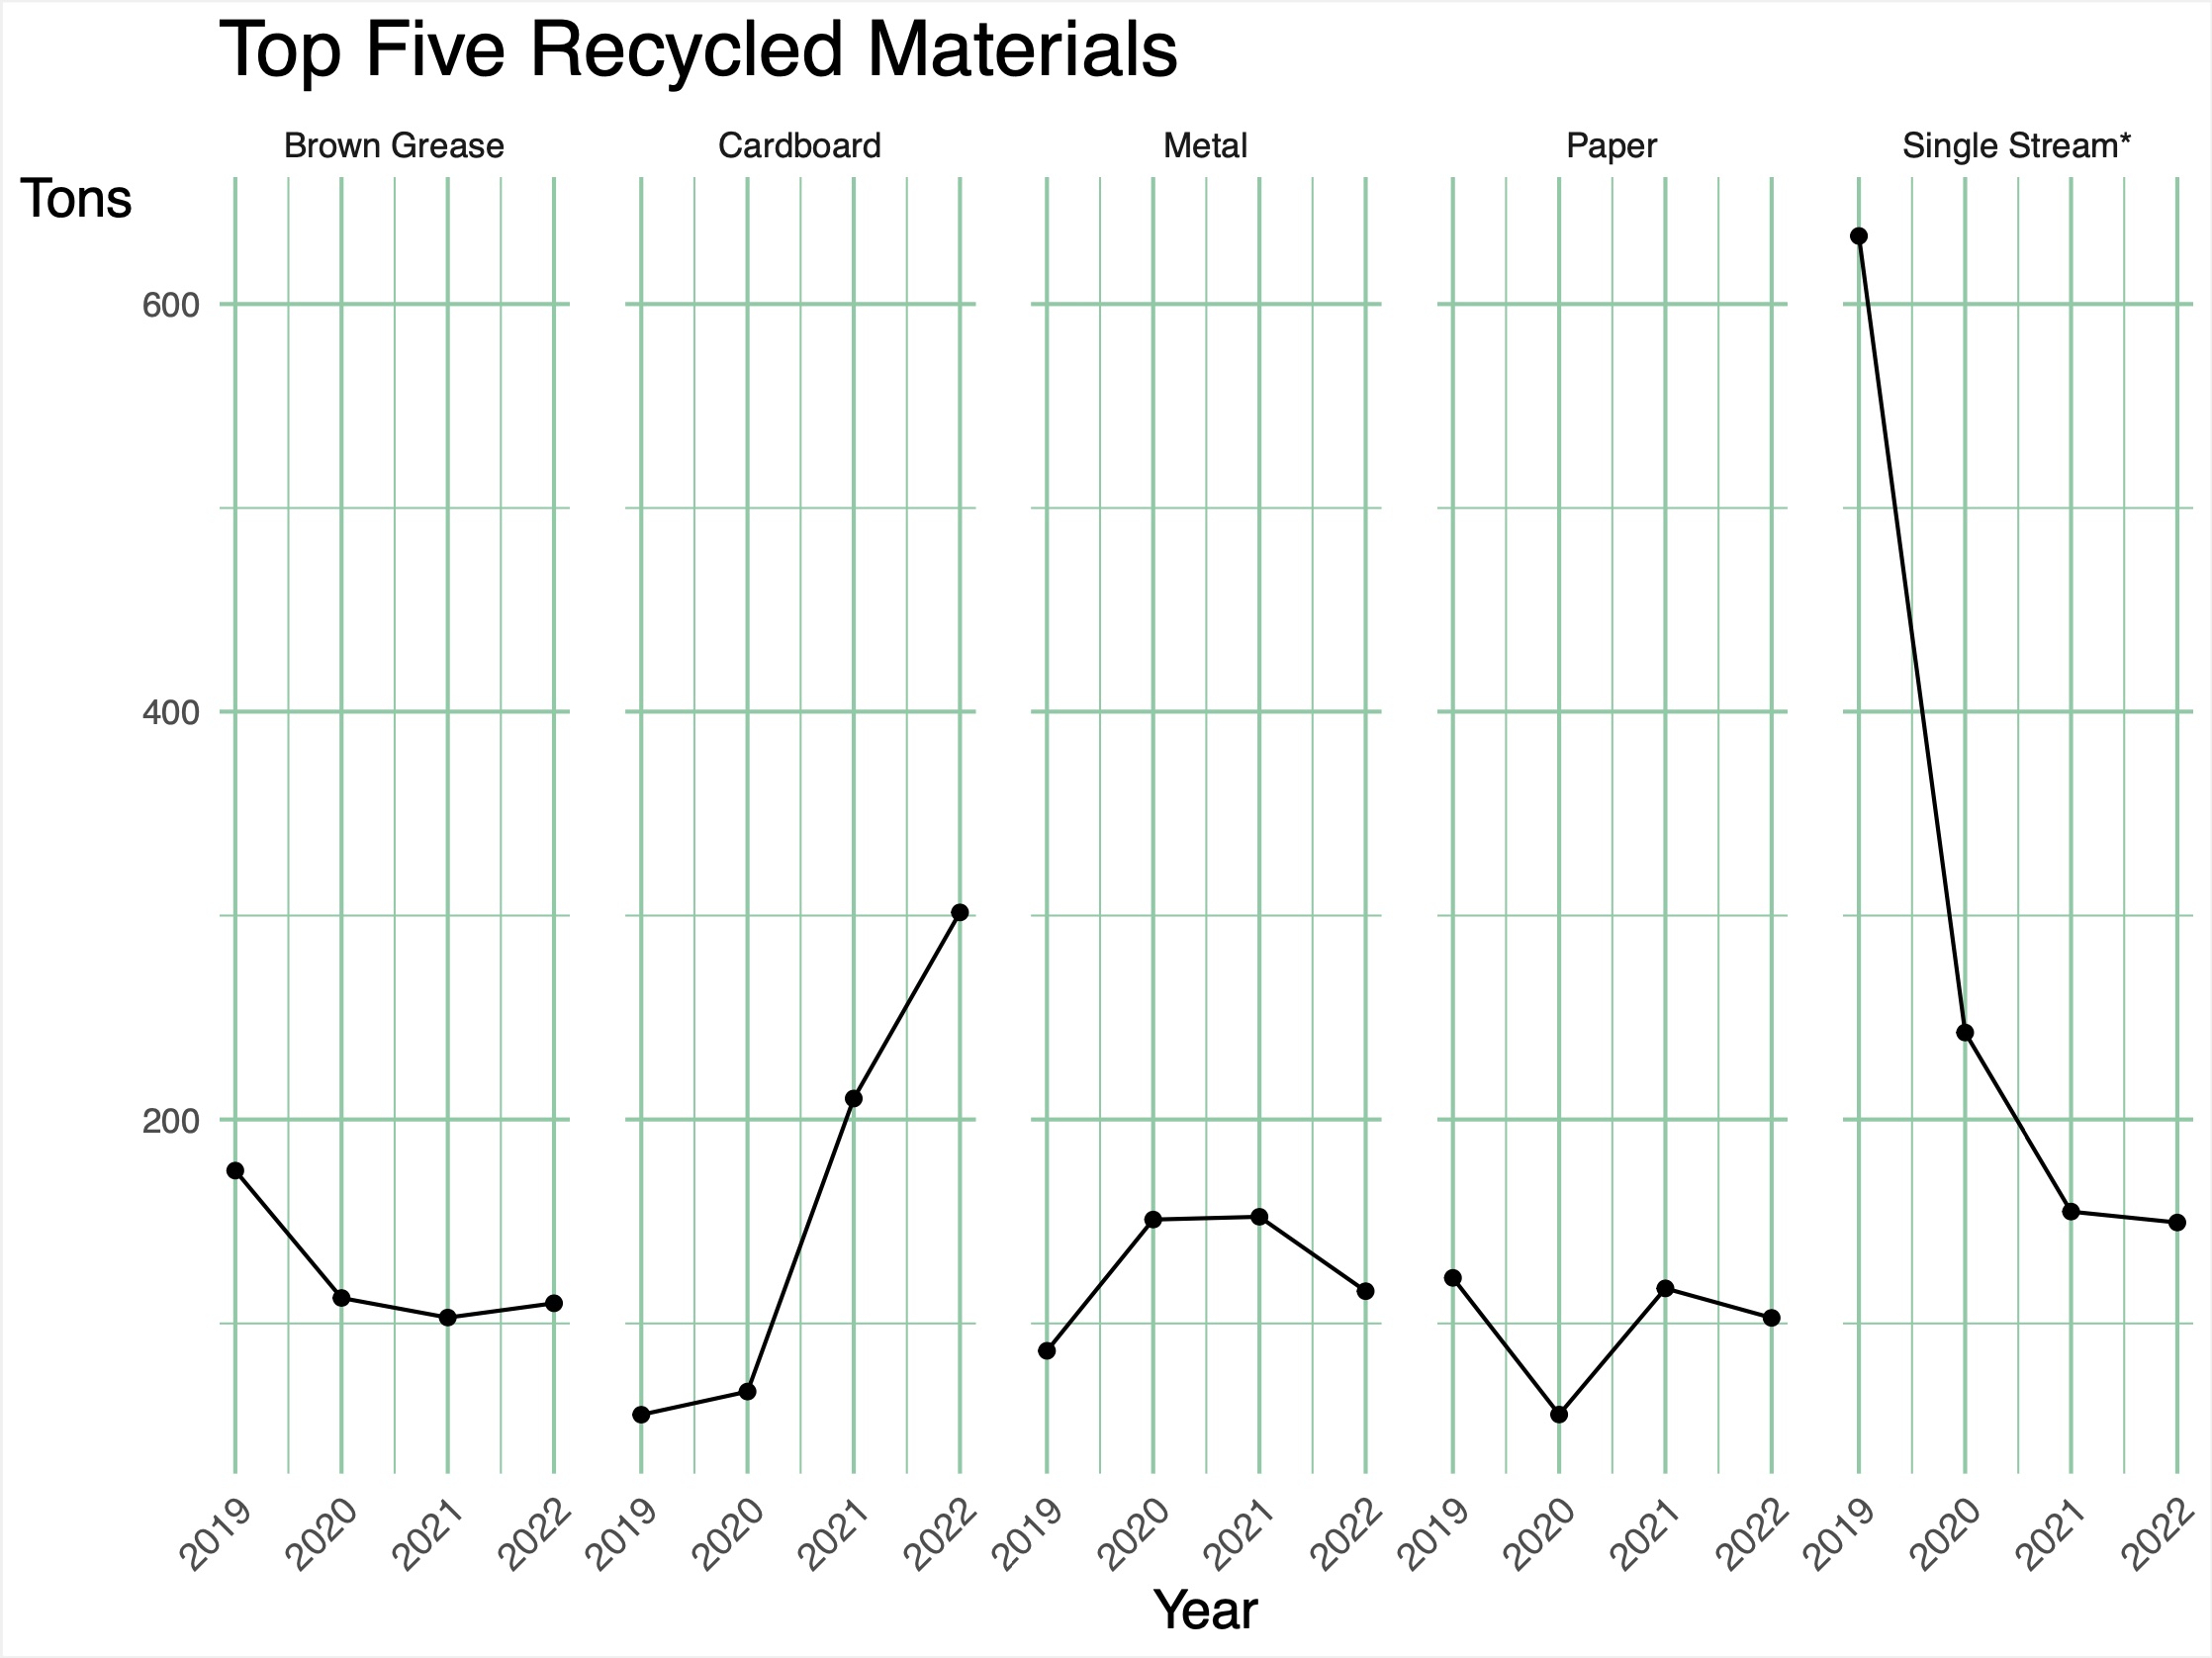 Top Five Recycled Materials
Brown Grease Cardboard Metal Paper Single Stream*
Tons
600
400
200
2019 2020 2021 2022 2019 2020 2021 2022 2019 2020 2021 2022 2019 2020 2021 2022 2019 2020 2021 2022
Year